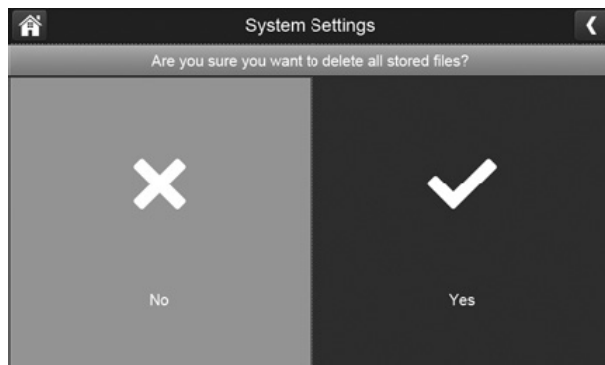 System Settings
Are you sure you want to delete all stored files?
No
Yes